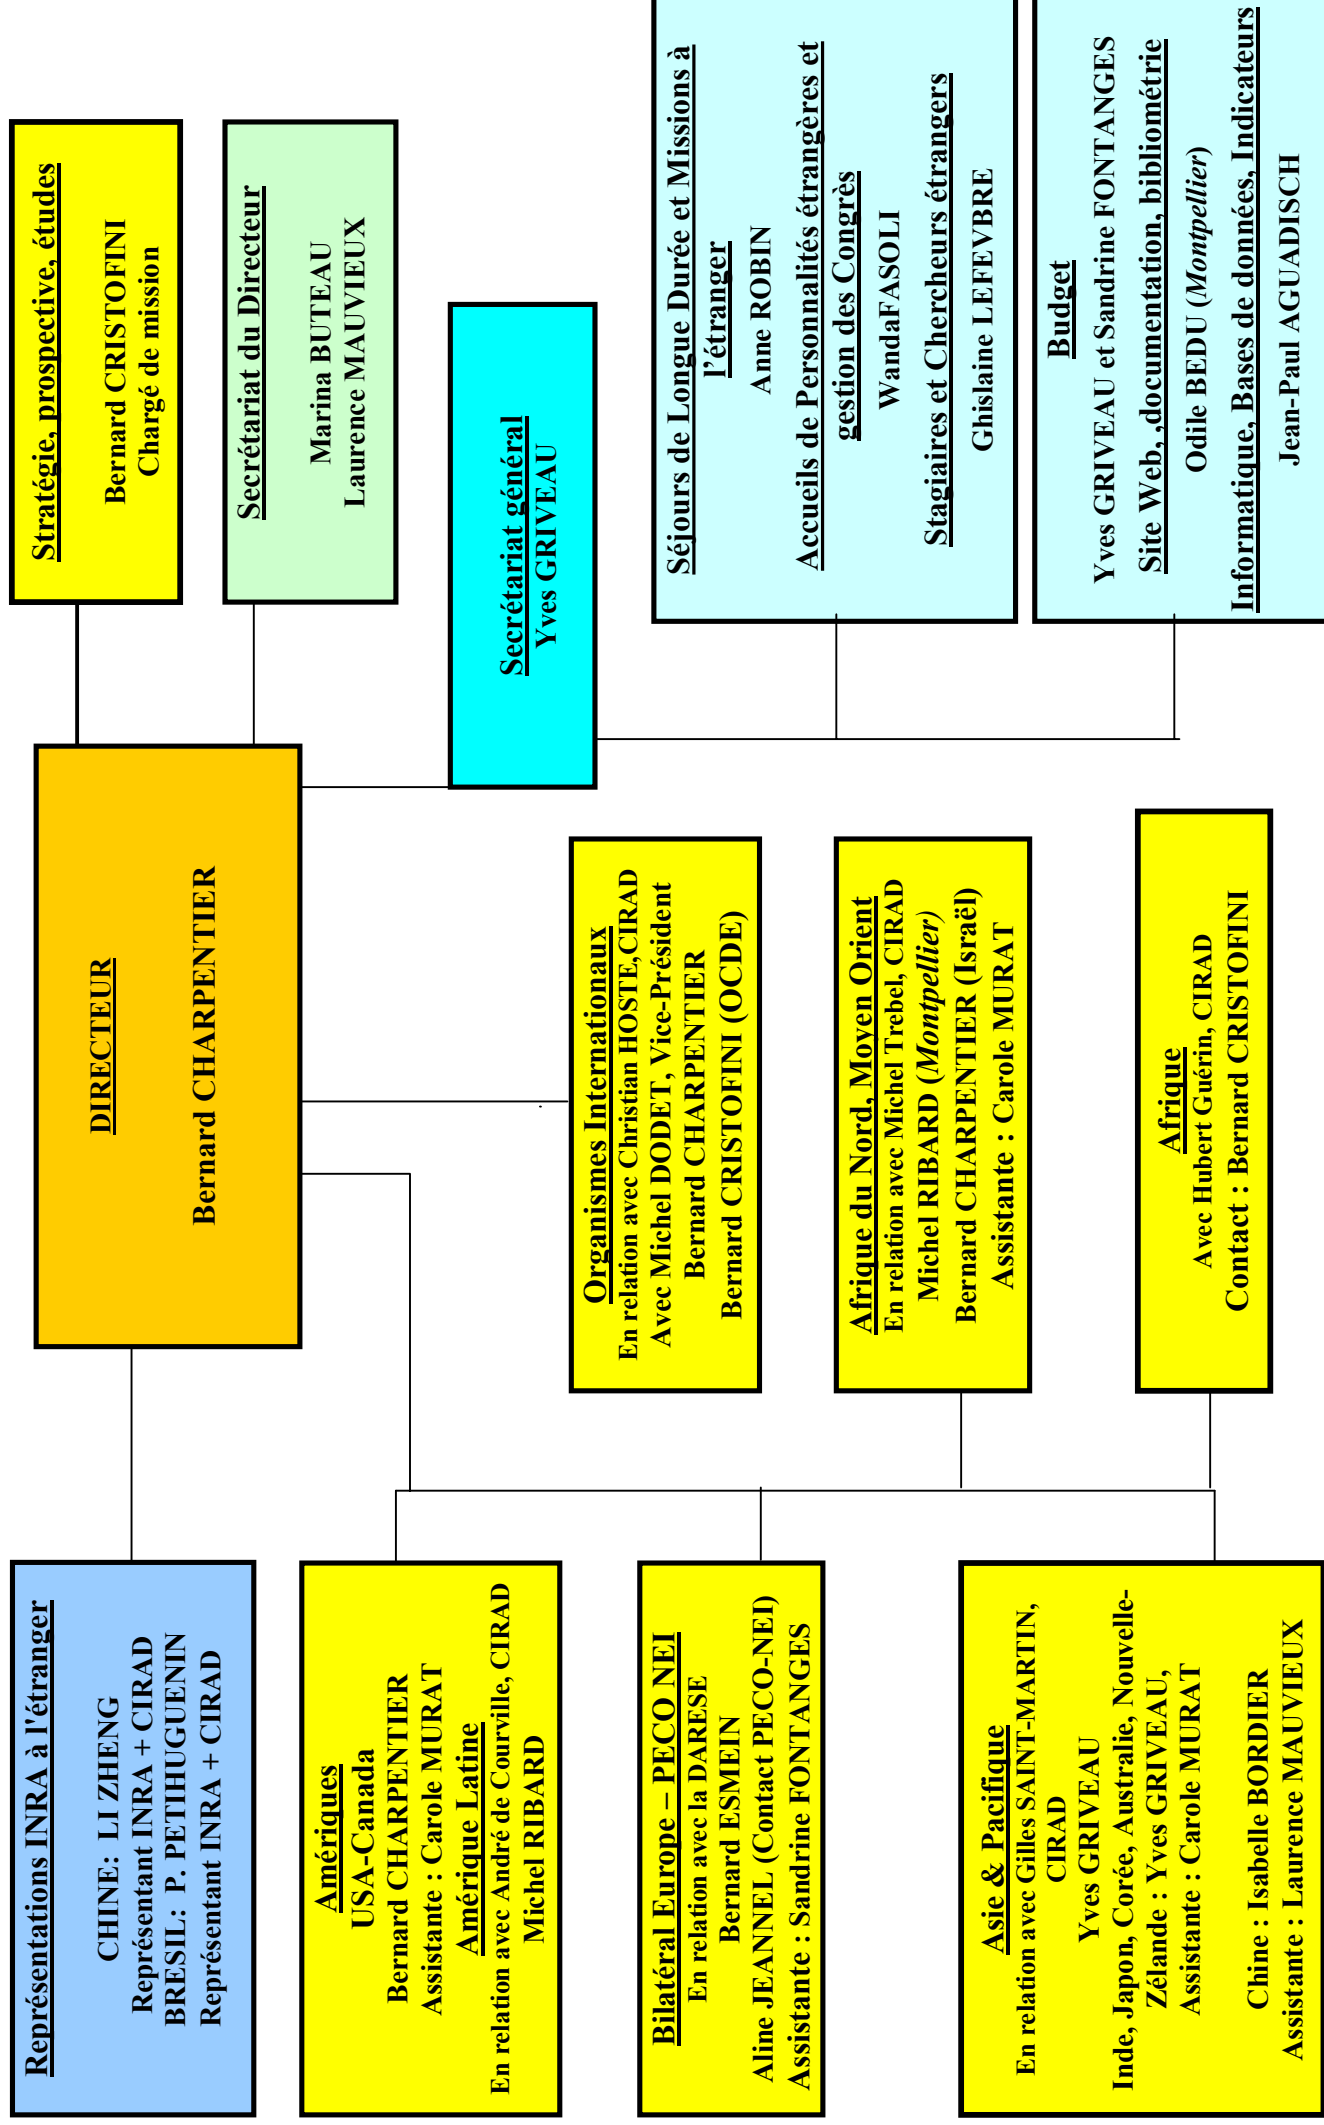 Représentations INRA à l'étranger
CHINE: LI ZHENG
Représentant INRA + CIRAD
BRESIL: P. PETIHUGUENIN
Représentant INRA + CIRAD
DIRECTEUR
Bernard CHARPENTIER
Stratégie, prospective, études
Bernard CRISTOFINI
Chargé de mission
Secrétariat du Directeur
Marina BUTEAU
Laurence MAUVIEUX
Secrétariat général
Yves GRIVEAU
Amériques
USA-Canada
Bernard CHARPENTIER
Assistante : Carole MURAT
Amérique Latine
En relation avec André de Courville, CIRAD
Michel RIBARD
Organismes Internationaux
En relation avec Christian HOSTE,CIRAD
Avec Michel DODET, Vice-Président
Bernard CHARPENTIER
Bernard CRISTOFINI (OCDE)
Séjours de Longue Durée et Missions à
l'étranger
Anne ROBIN
Accueils de Personnalités étrangères et
gestion des Congrès
WandaFASOLI
Stagiaires et Chercheurs étrangers
Ghislaine LEFEVBRE
Bilatéral Europe – PECO NEI
En relation avec la DARESE
Bernard ESMEIN
Aline JEANNEL (Contact PECO-NEI)
Assistante : Sandrine FONTANGES
Afrique du Nord, Moyen Orient
En relation avec Michel Trebel, CIRAD
Michel RIBARD (Montpellier)
Bernard CHARPENTIER (Israël)
Assistante : Carole MURAT
Asie & Pacifique
En relation avec Gilles SAINT-MARTIN,
CIRAD
Yves GRIVEAU
Inde, Japon, Corée, Australie, Nouvelle-
Zélande : Yves GRIVEAU,
Assistante : Carole MURAT
Chine : Isabelle BORDIER
Assistante : Laurence MAUVIEUX
Afrique
Avec Hubert Guérin, CIRAD
Contact : Bernard CRISTOFINI
Budget
Yves GRIVEAU et Sandrine FONTANGES
Site Web, ,documentation, bibliométrie
Odile BEDU (Montpellier)
Informatique, Bases de données, Indicateurs
Jean-Paul AGUADISCH